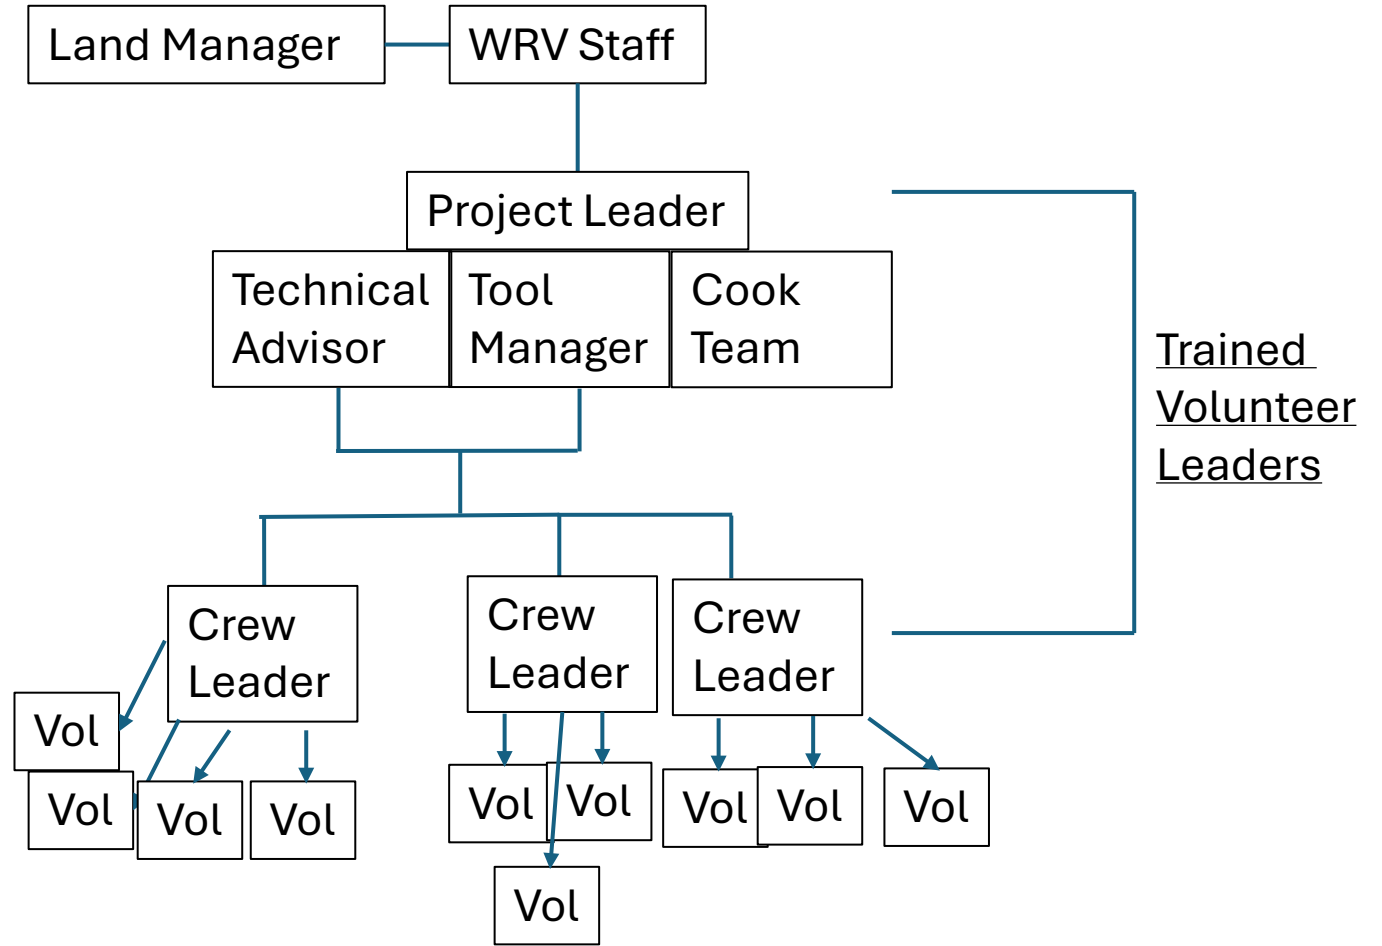 Land Manager
WRV Staff
Project Leader
Technical
Advisor
Tool
Manager
Cook
Team
Trained
Volunteer
Leaders
Crew
Leader
Crew
Leader
Crew
Leader
Vol
Vol
Vol
Vol
Vol
Vol
Vol
Vol
Vol
Vol